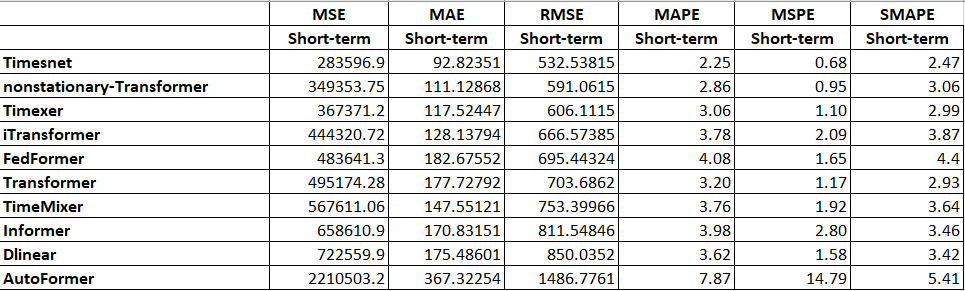 MSE MAE RMSE MAPE MSPE SMAPE
Short-term Short-term Short-term Short-term Short-term Short-term
Timesnet 283596.9 92.82351 532.53815 2.25 0.68 2.47
nonstationary-Transformer 349353.75 111.12868 591.0615 2.86 0.95 3.06
Timexer 367371.2 117.52447 606.1115 3.06 1.10 2.99
iTransformer 444320.72 128.13794 666.57385 3.78 2.09 3.87
FedFormer 483641.3 182.67552 695.44324 4.08 1.65 4.4
Transformer 495174.28 177.72792 703.6862 3.20 1.17 2.93
TimeMixer 567611.06 147.55121 753.39966 3.76 1.92 3.64
Informer 658610.9 170.83151 811.54846 3.98 2.80 3.46
Dlinear 722559.9 175.48601 850.0352 3.62 1.58 3.42
AutoFormer 2210503.2 367.32254 1486.7761 7.87 14.79 5.41